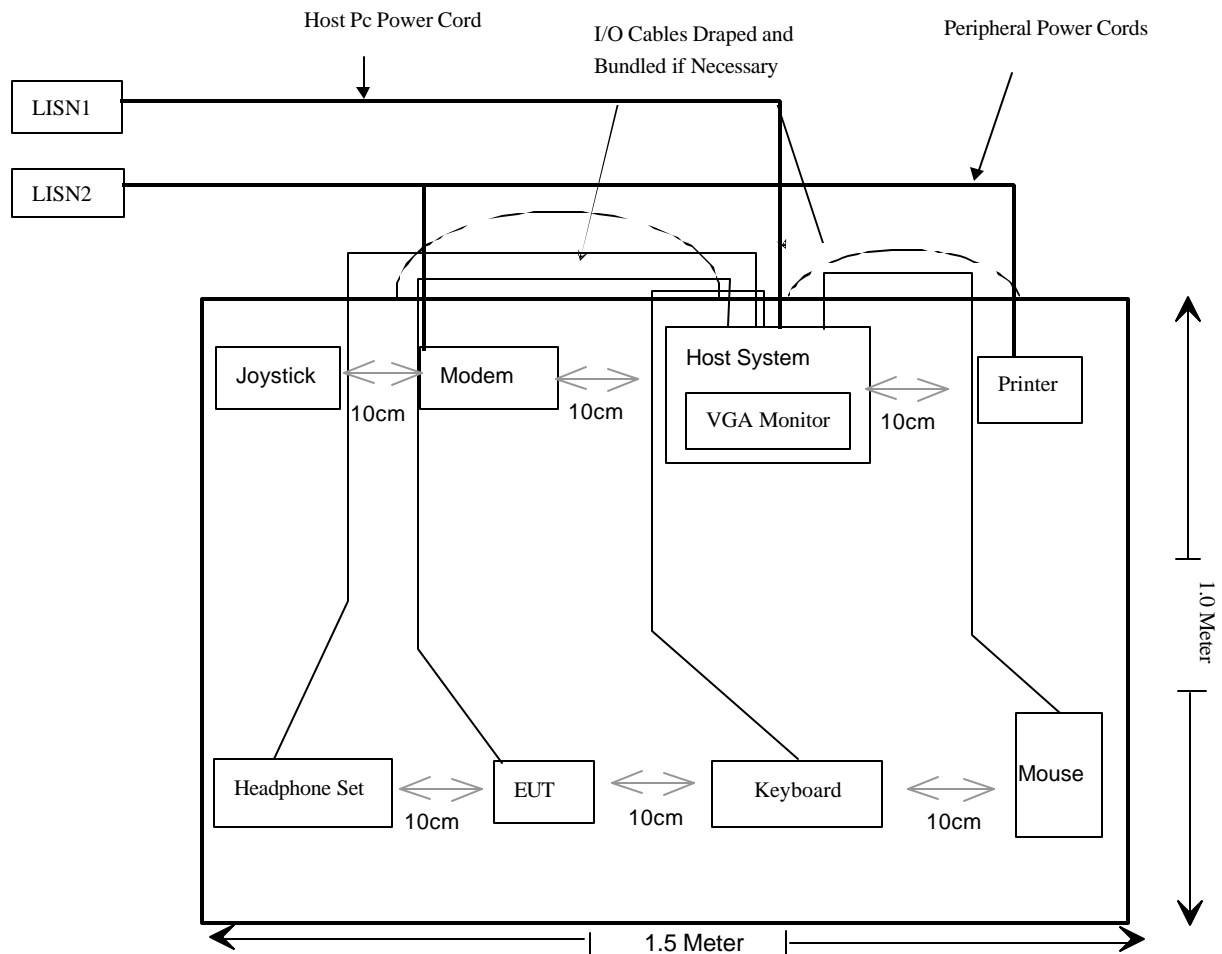 Host Pc Power Cord
I/O Cables Draped and
Bundled if Necessary
Peripheral Power Cords
LISN1
LISN2
Joystick
Modem
Host System
VGA Monitor
Printer
10cm
10cm
10cm
1.0 Meter
Headphone Set
EUT
Keyboard
Mouse
10cm
10cm
10cm
1.5 Meter